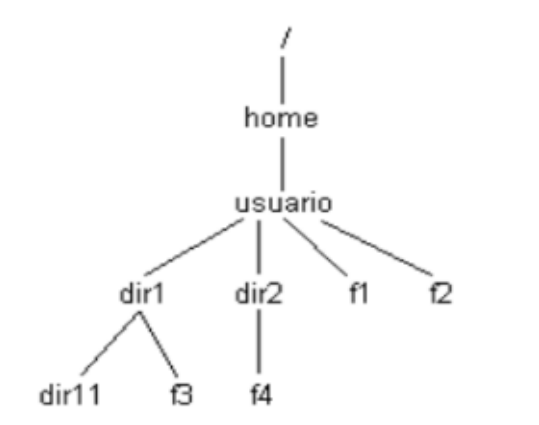 /
home
usuario
dir1 dir2 f1 f2
dir11 f3 f4